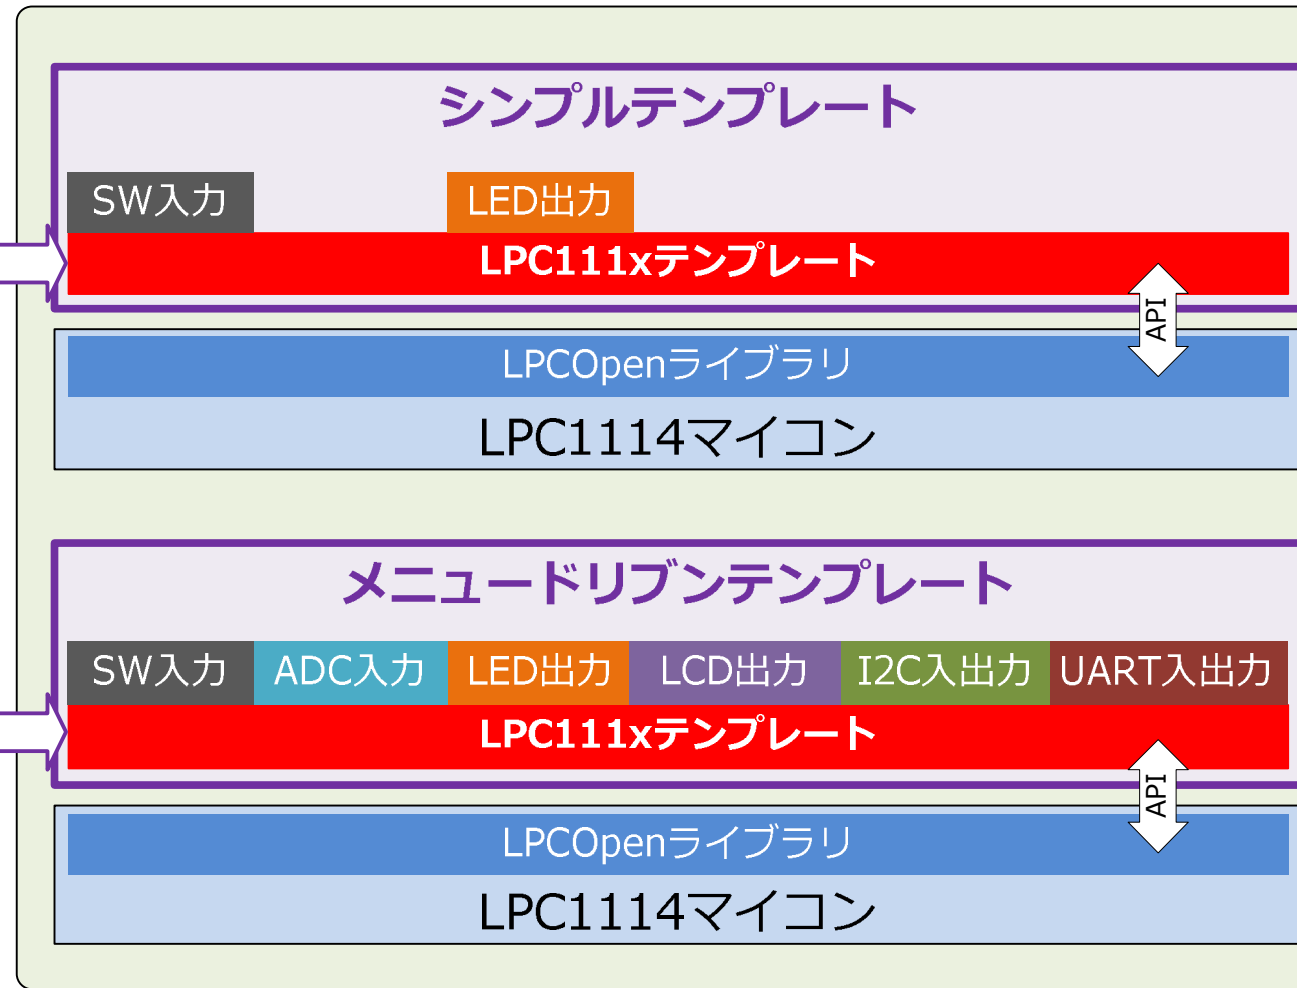 シンプルテンプレート
SW入力
LED出力
LPC111xテンプレート
API
LPCOpenライブラリ
LPC1114マイコン
メニュードリブンテンプレート
SW入力
ADC入力
LED出力
LCD出力
I2C入出力
UART入出力
LPC111xテンプレート
API
LPCOpenライブラリ
LPC1114マイコン